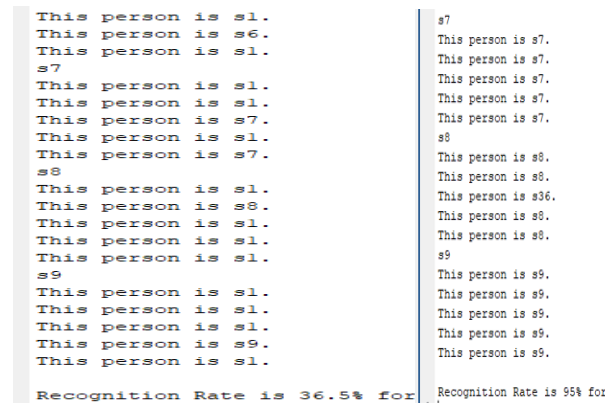 This person is s1.
This person is s6.
This person is s1.
s7
This person is s1.
This person is s1.
This person is s7.
This person is s1.
This person is s7.
s8
This person is s1.
This person is s8.
This person is s1.
This person is s1.
This person is s1.
s9
This person is s1.
This person is s1.
This person is s1.
This person is s9.
This person is s1.
Recognition Rate is 36.5% for
s7
This person is s7.
This person is s7.
This person is s7.
This person is s7.
This person is s7.
s8
This person is s8.
This person is s8.
This person is s36.
This person is s8.
This person is s8.
s9
This person is s9.
This person is s9.
This person is s9.
This person is s9.
This person is s9.
Recognition Rate is 95% for